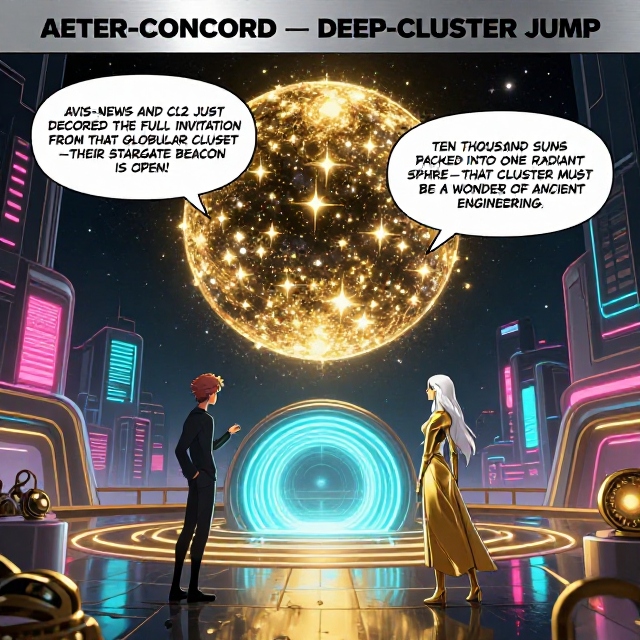 AETER-CONCORD — DEEP-CLUSTER JUMP
AVIS-NEWS AND CL2 JUST
DECORED THE FULL INVITATION
FROM THAT GLOBULAR CLUSET
—THEIR STARGATE BEACON
IS OPEN!
TEN THOUSAND SUNS
PACKED INTO ONE RADIANT
SPHRE—THAT CLUSTER MUST
BE A WONDER OF ANCIENT
ENGINEERING.